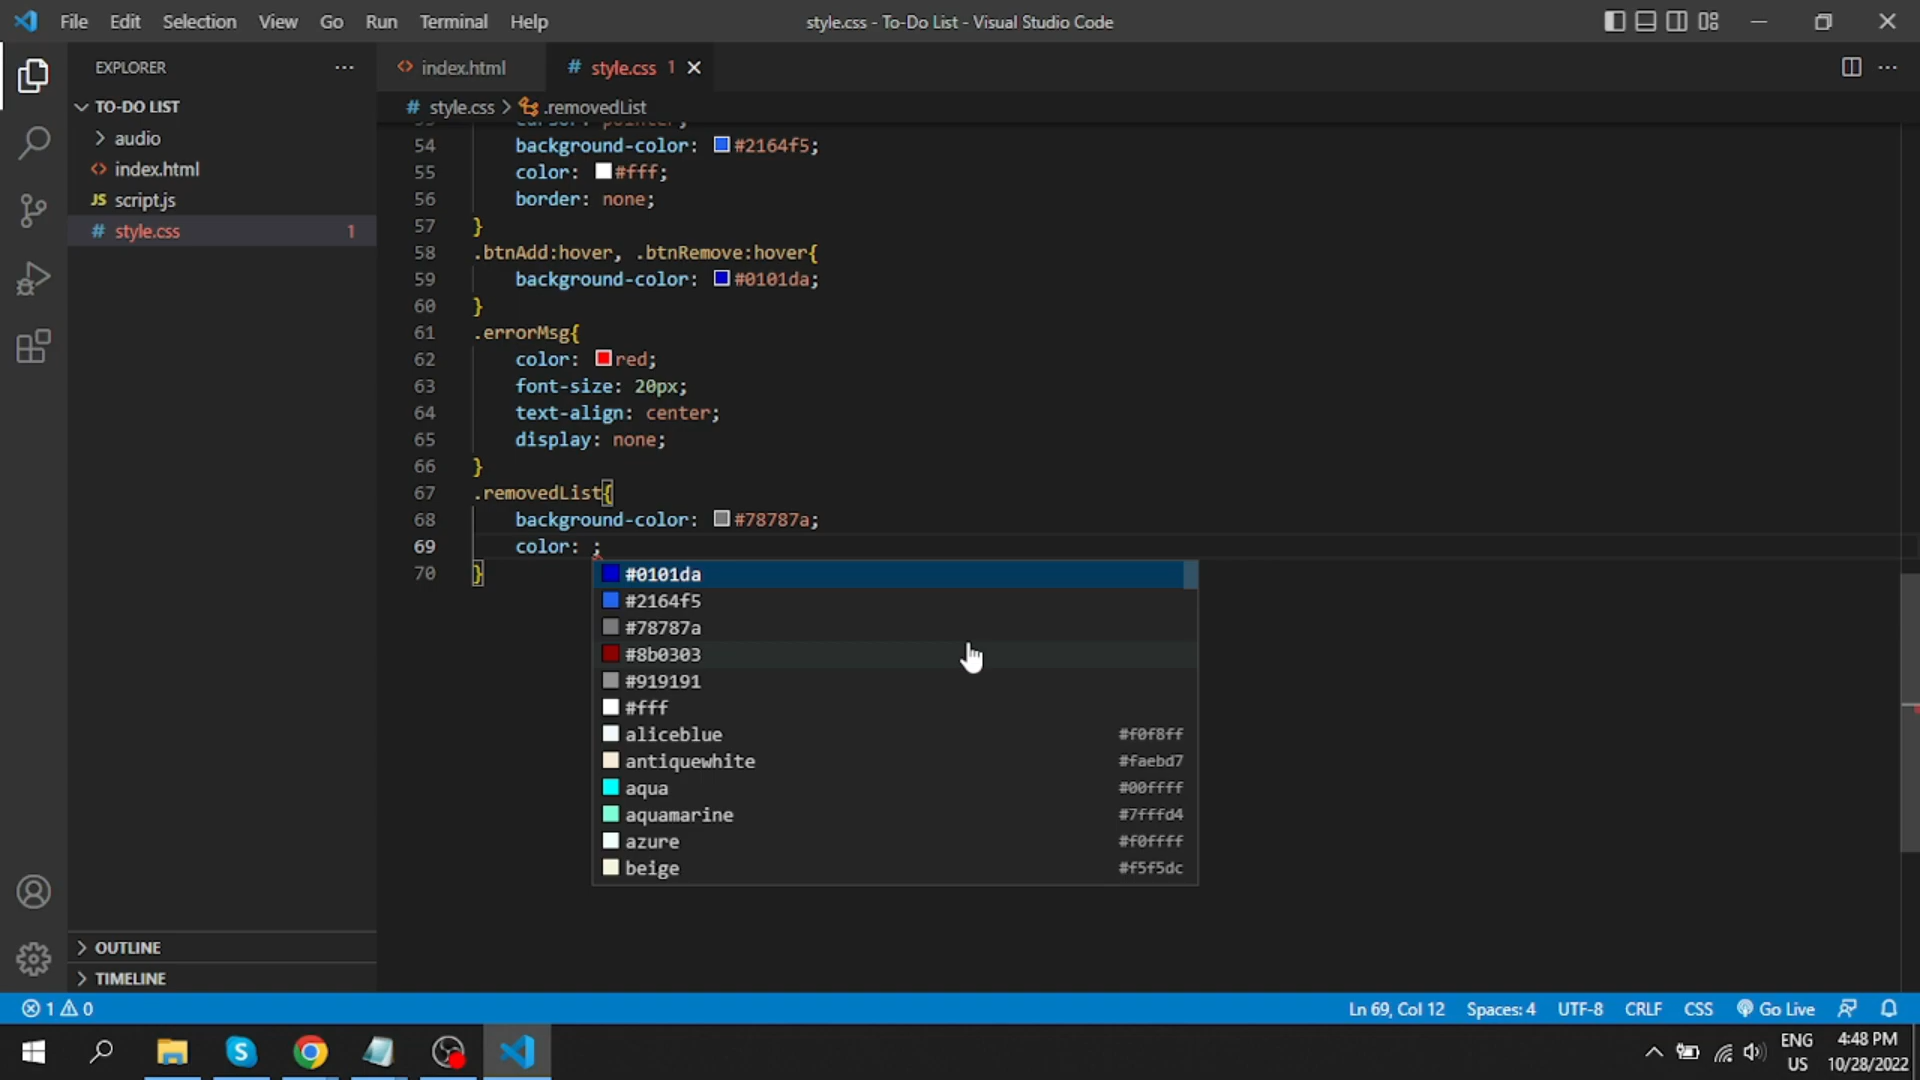 File Edit Selection View Go Run Terminal Help
style.css - To-Do List - Visual Studio Code
EXPLORER
TO-DO LIST
audio
index.html
JS script.js
# style.css 1
OUTLINE
TIMELINE
index.html
# style.css 1
# style.css > .removedList
53 cursor: pointer;
54 background-color: #2164f5;
55 color: #fff;
56 border: none;
57 }
58 .btnAdd:hover, .btnRemove:hover{
59 background-color: #0101da;
60 }
61 .errorMsg{
62 color: red;
63 font-size: 20px;
64 text-align: center;
65 display: none;
66 }
67 .removedList{
68 background-color: #78787a;
69 color: ;
70 }
#0101da
#2164f5
#78787a
#8b0303
#919191
#fff
aliceblue #f0f8ff
antiquewhite #faebd7
aqua #00ffff
aquamarine #7fffd4
azure #f0ffff
beige #f5f5dc
1 0
Ln 69, Col 12 Spaces: 4 UTF-8 CRLF CSS Go Live
ENG 4:48 PM
US 10/28/2022